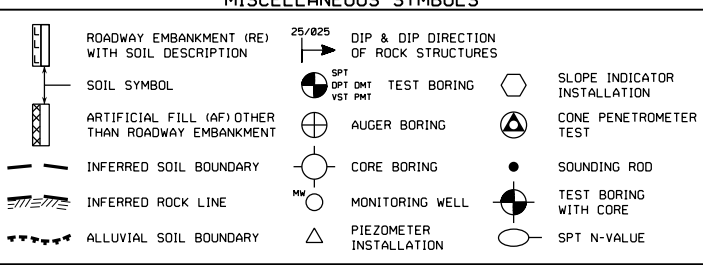 MISCELLANEOUS SYMBOLS
ROADWAY EMBANKMENT (RE)
WITH SOIL DESCRIPTION
SOIL SYMBOL
ARTIFICIAL FILL (AF) OTHER
THAN ROADWAY EMBANKMENT
INFERRED SOIL BOUNDARY
INFERRED ROCK LINE
ALLUVIAL SOIL BOUNDARY
25/025
DIP & DIP DIRECTION
OF ROCK STRUCTURES
SPT
DPT DMT TEST BORING
VST PMT
AUGER BORING
CORE BORING
MW
MONITORING WELL
PIEZOMETER
INSTALLATION
SLOPE INDICATOR
INSTALLATION
CONE PENETROMETER
TEST
SOUNDING ROD
TEST BORING
WITH CORE
SPT N-VALUE